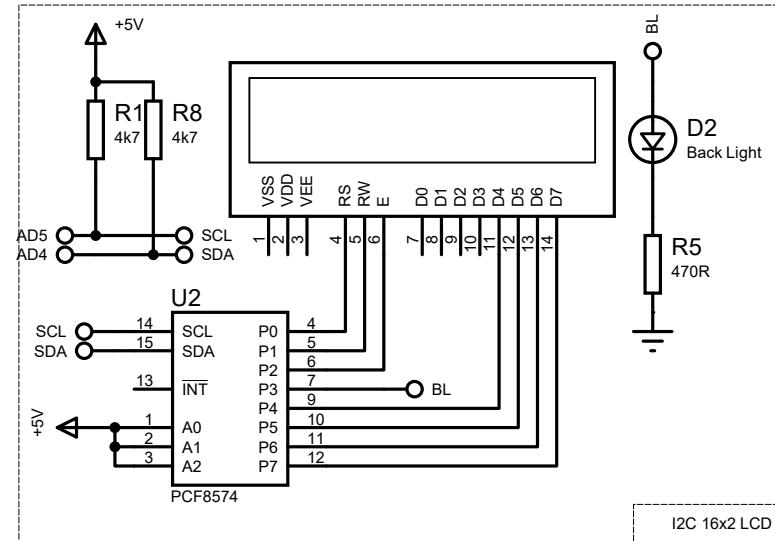 +5V
R1
4k7
R8
4k7
AD5
SCL
AD4
SDA
VSS
VDD
VEE
RS
RW
E
D0
D1
D2
D3
D4
D5
D6
D7
1
2
3
4
5
6
7
8
9
10
11
12
13
14
BL
D2
Back Light
R5
470R
U2
SCL
14
SCL
P0
4
SDA
15
SDA
P1
5
P2
6
13
INT
P3
7
BL
P4
9
+5V
1
A0
P5
10
2
A1
P6
11
3
A2
P7
12
PCF8574
I2C 16x2 LCD